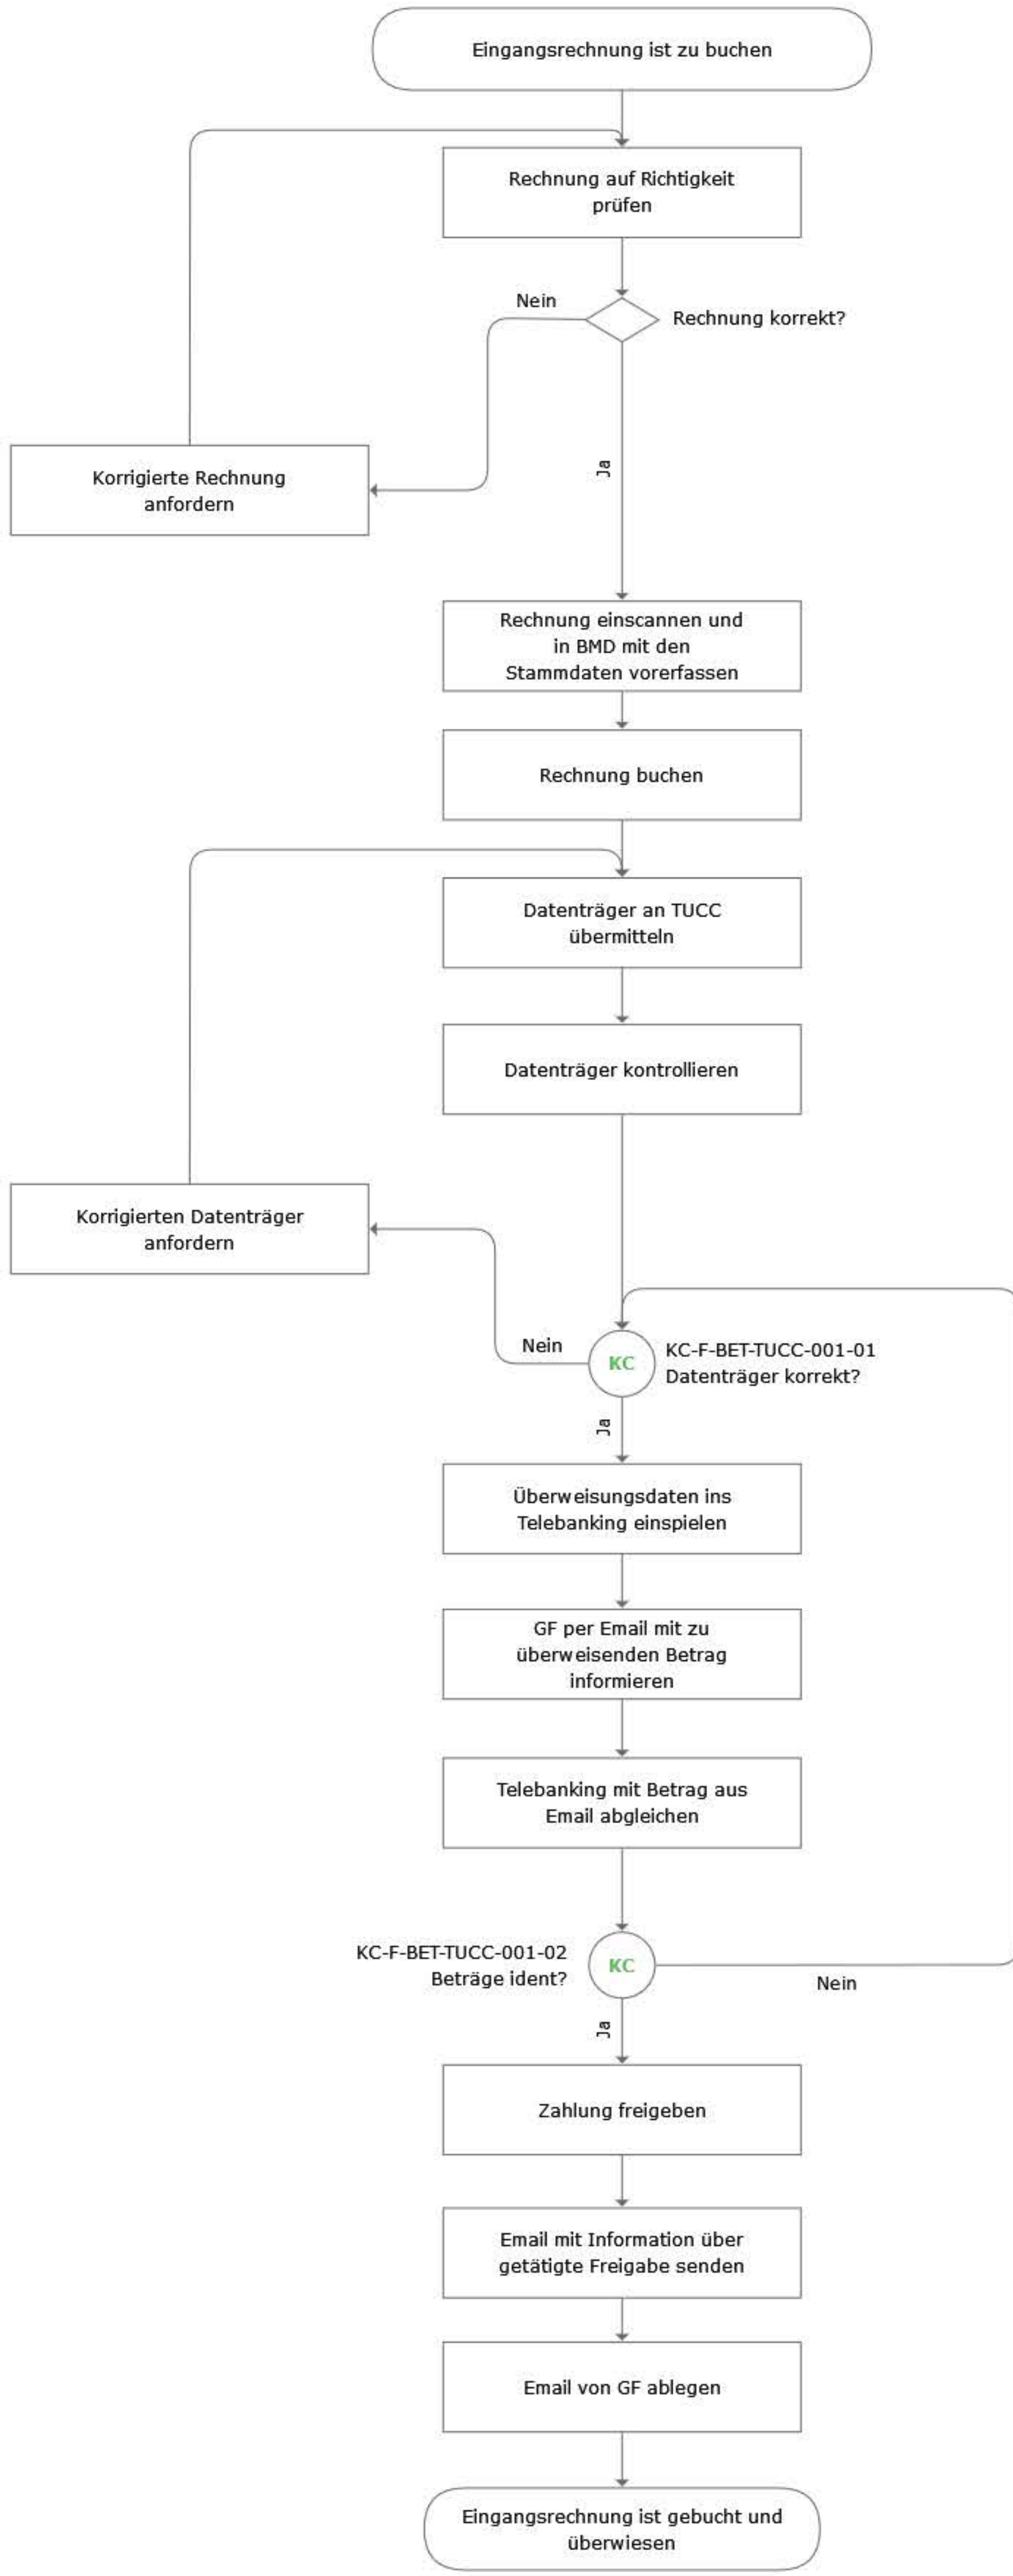 Eingangsrechnung ist zu buchen
Rechnung auf Richtigkeit
prüfen
Nein
Rechnung korrekt?
Ja
Korrigierte Rechnung
anfordern
Rechnung einscannen und
in BMD mit den
Stammdaten vorerfassen
Rechnung buchen
Datenträger an TUCC
übermitteln
Datenträger kontrollieren
Korrigierten Datenträger
anfordern
Nein
KC
KC-F-BET-TUCC-001-01
Datenträger korrekt?
Ja
Überweisungsdaten ins
Telebanking einspielen
GF per Email mit zu
überweisenden Betrag
informieren
Telebanking mit Betrag aus
Email abgleichen
KC-F-BET-TUCC-001-02
Beträge ident?
KC
Nein
Ja
Zahlung freigeben
Email mit Information über
getätigte Freigabe senden
Email von GF ablegen
Eingangsrechnung ist gebucht und
überwiesen